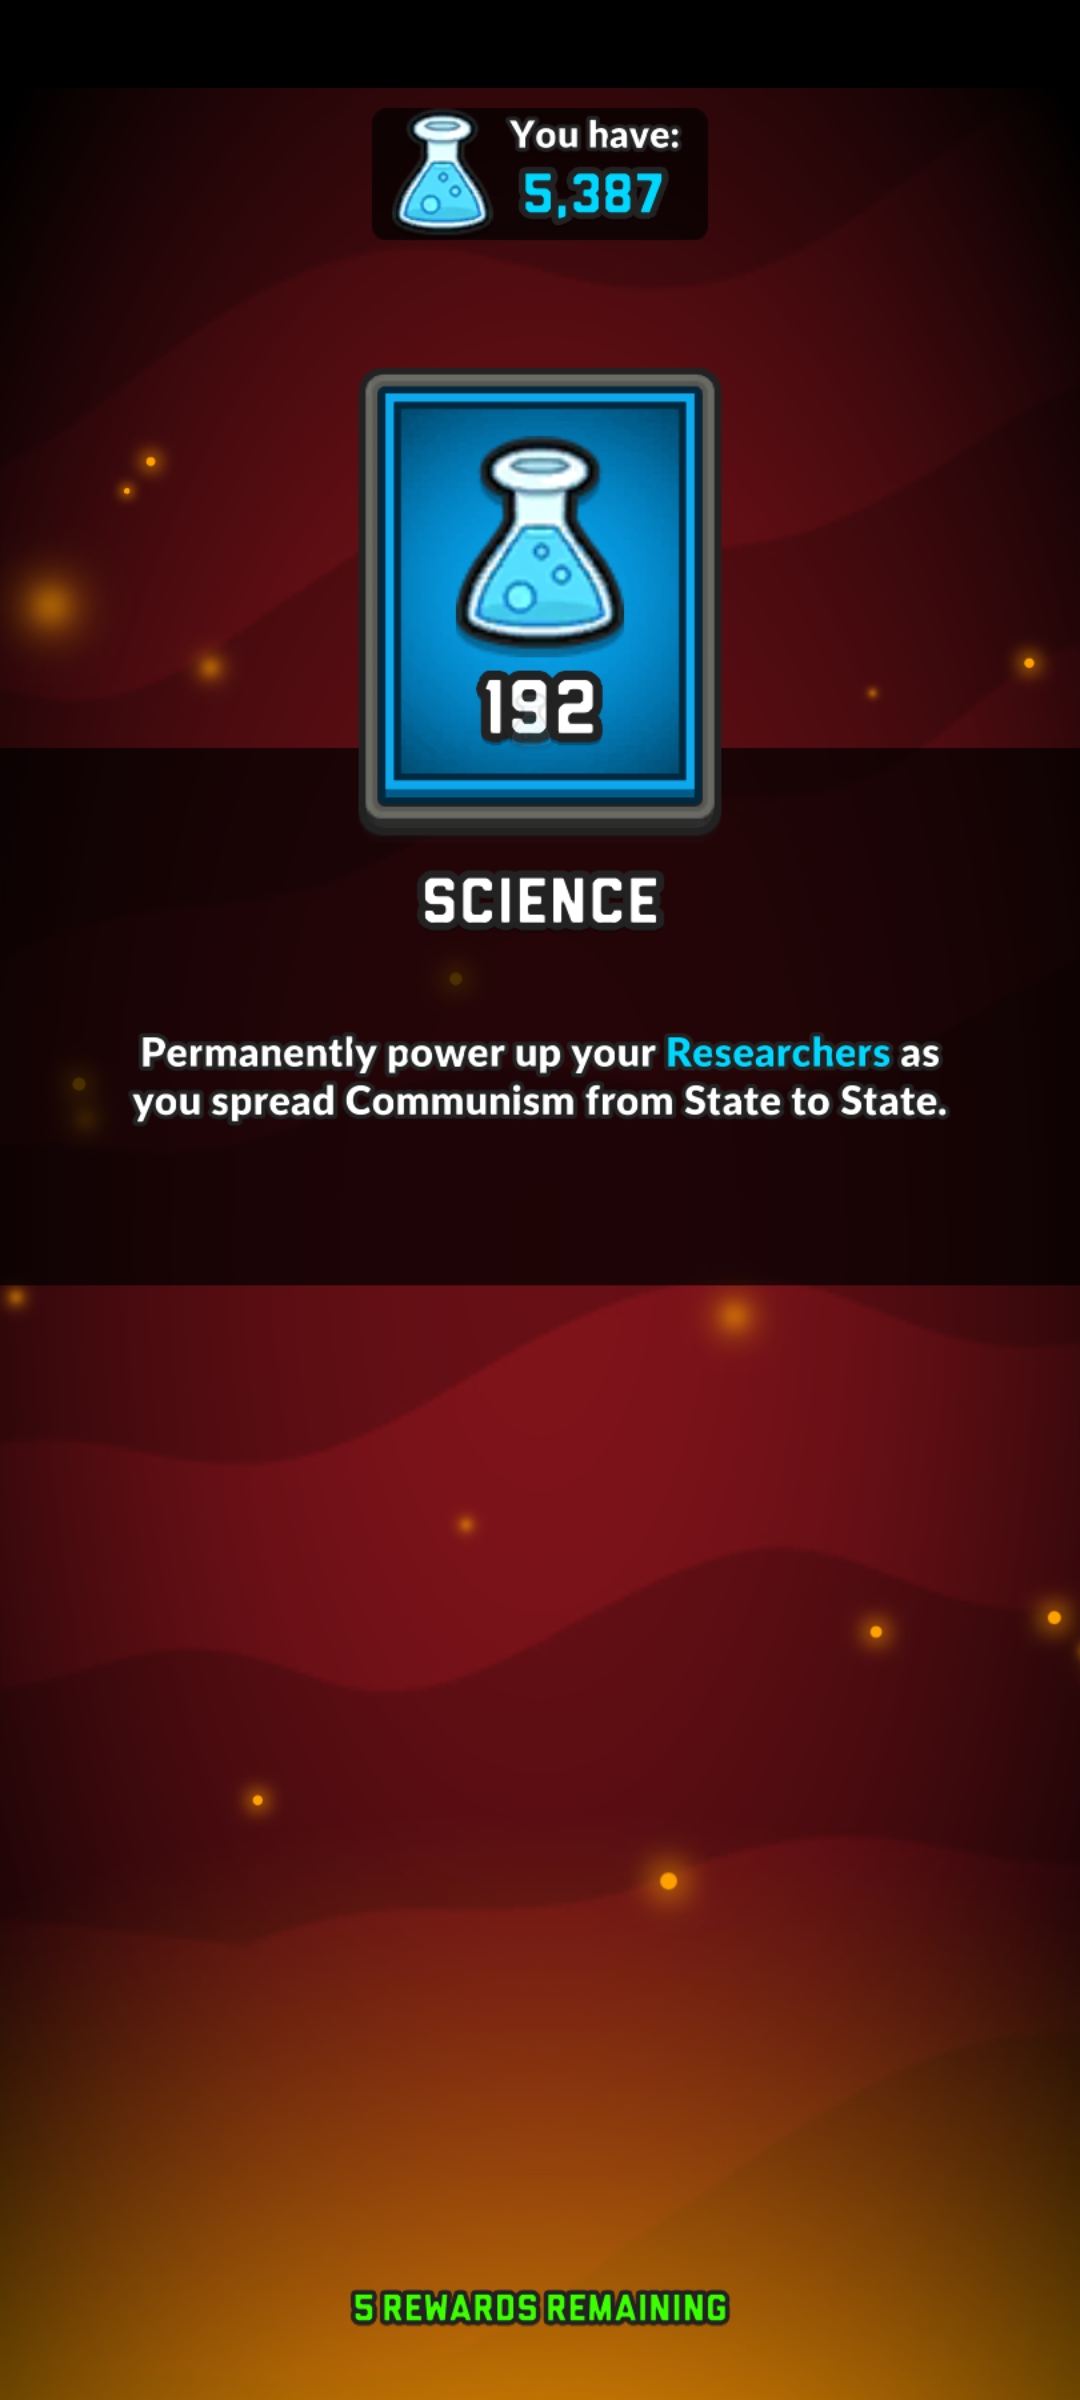 You have:
5,387
192
SCIENCE
Permanently power up your Researchers as
you spread Communism from State to State.
5 REWARDS REMAINING